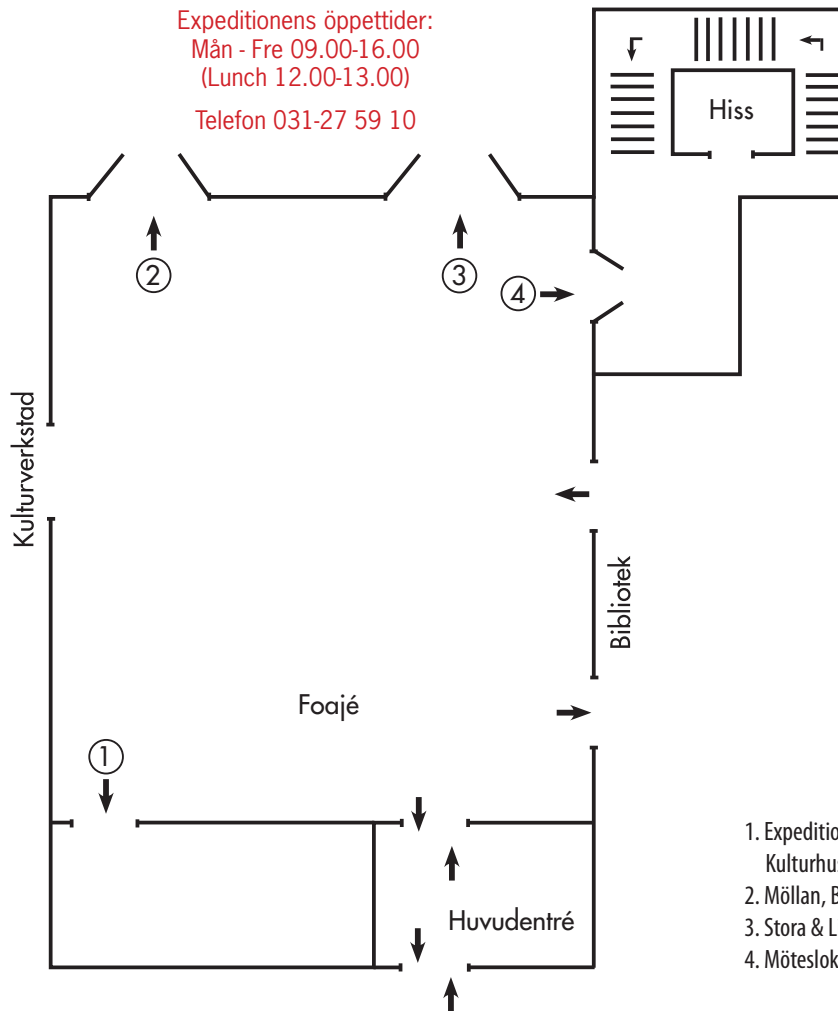 Expeditionens öppettider:
Mån - Fre 09.00-16.00
(Lunch 12.00-13.00)
Telefon 031-27 59 10
Hiss
2
3
4
Kulturverkstad
Bibliotek
Foajé
1
Huvudentré
1.
2. Möllan,
3. Stora &
4.